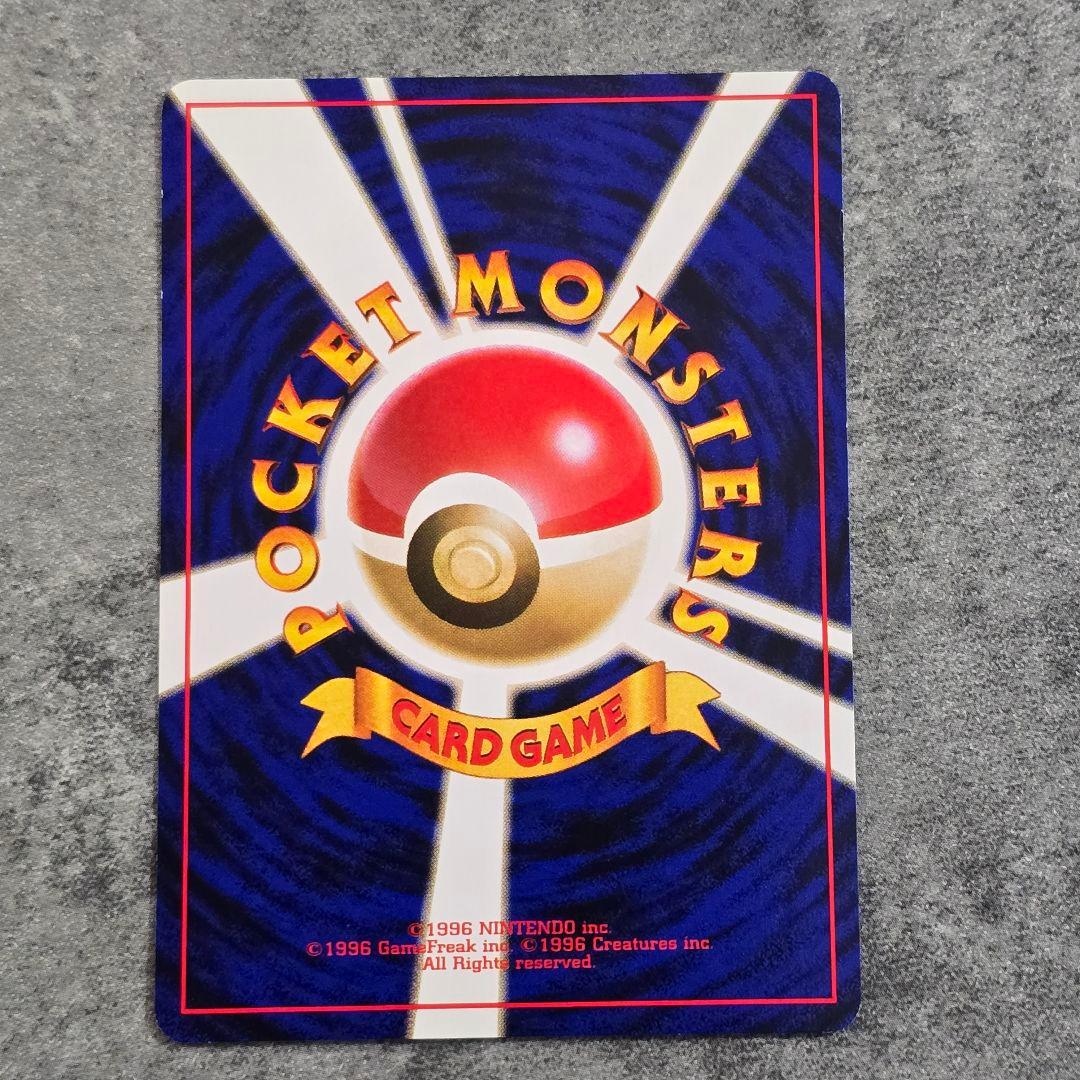 POCKET MONSTERS
CARD GAME
©1996 NINTENDO inc.
©1996 GameFreak inc. ©1996 Creatures inc.
All Rights reserved.